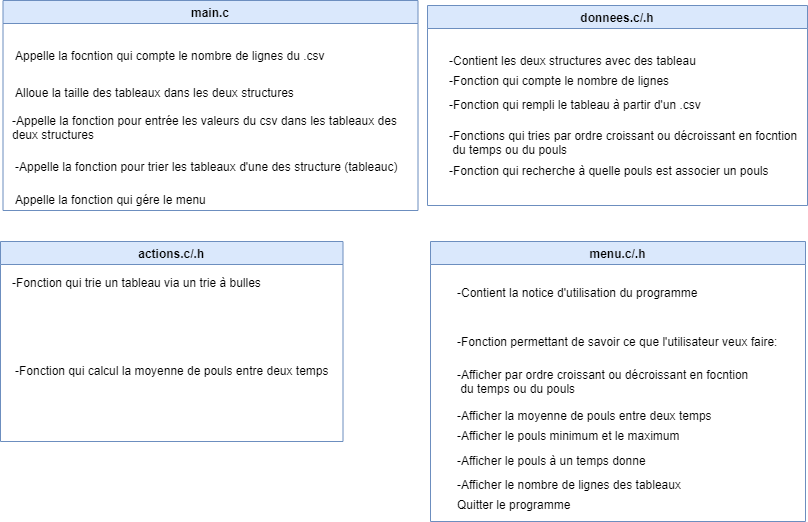 main.c
Appelle la focntion qui compte le nombre de lignes du .csv
Alloue la taille des tableaux dans les deux structures
-Appelle la fonction pour entrée les valeurs du csv dans les tableaux des
deux structures
-Appelle la fonction pour trier les tableaux d'une des structure (tableauc)
Appelle la fonction qui gére le menu
donnees.c/.h
-Contient les deux structures avec des tableau
-Fonction qui compte le nombre de lignes
-Fonction qui rempli le tableau à partir d'un .csv
-Fonctions qui tries par ordre croissant ou décroissant en focntion
du temps ou du pouls
-Fonction qui recherche à quelle pouls est associer un pouls
actions.c/.h
-Fonction qui trie un tableau via un trie à bulles
-Fonction qui calcul la moyenne de pouls entre deux temps
menu.c/.h
-Contient la notice d'utilisation du programme
-Fonction permettant de savoir ce que l'utilisateur veux faire:
-Afficher par ordre croissant ou décroissant en focntion
du temps ou du pouls
-Afficher la moyenne de pouls entre deux temps
-Afficher le pouls minimum et le maximum
-Afficher le pouls à un temps donne
-Afficher le nombre de lignes des tableaux
Quitter le programme